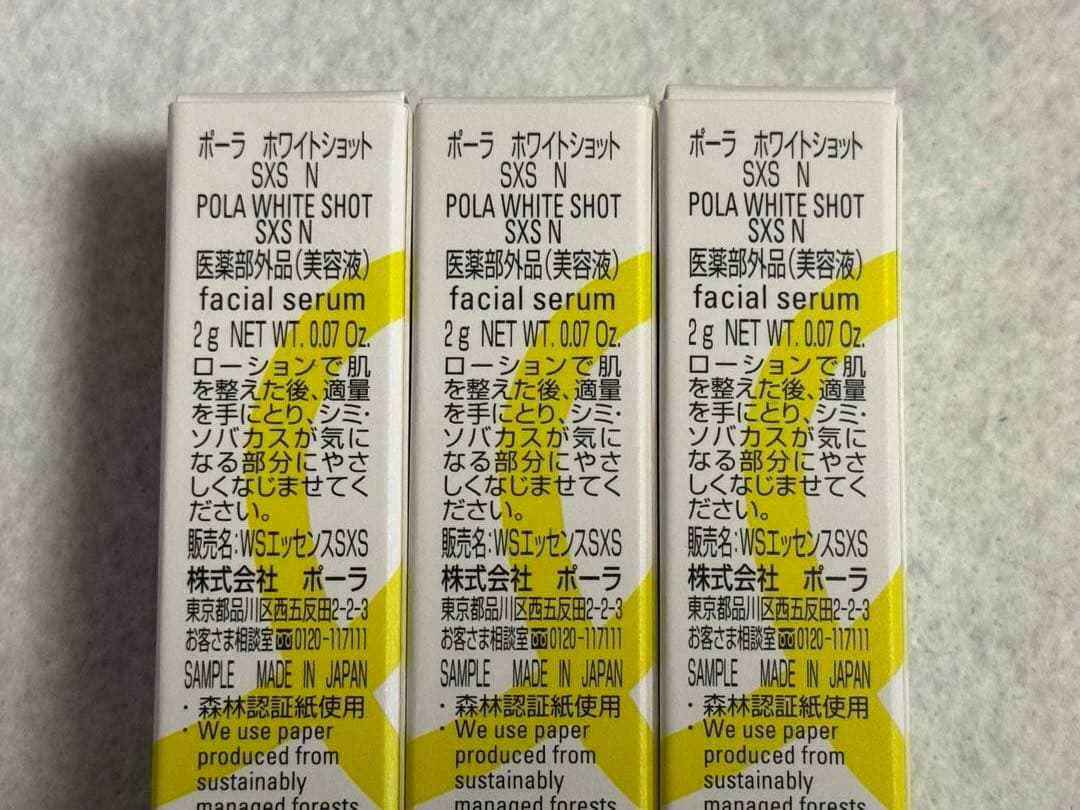 ポーラ ホワイトショット
SXS N
POLA WHITE SHOT
SXS N
医薬部外品(美容液)
facial serum
2g NET WT. 0.07 Oz.
ローションで肌
を整えた後、適量
を手にとり、シミ・
ソバカスが気に
なる部分にやさ
しくなじませてく
ださい。
販売名:WSエッセンスSXS
株式会社 ポーラ
東京都品川区西五反田2-2-3
お客さま相談室 0120-117111
SAMPLE MADE IN JAPAN
・森林認証紙使用
・We use paper
produced from
sustainably
managed forests
ポーラ ホワイトショット
SXS N
POLA WHITE SHOT
SXS N
医薬部外品(美容液)
facial serum
2g NET WT. 0.07 Oz.
ローションで肌
を整えた後、適量
を手にとり、シミ・
ソバカスが気に
なる部分にやさ
しくなじませてく
ださい。
販売名:WSエッセンスSXS
株式会社 ポーラ
東京都品川区西五反田2-2-3
お客さま相談室 0120-117111
SAMPLE MADE IN JAPAN
・森林認証紙使用
・We use paper
produced from
sustainably
managed forests
ポーラ ホワイトショット
SXS N
POLA WHITE SHOT
SXS N
医薬部外品(美容液)
facial serum
2g NET WT. 0.07 Oz.
ローションで肌
を整えた後、適量
を手にとり、シミ・
ソバカスが気に
なる部分にやさ
しくなじませてく
ださい。
販売名:WSエッセンスSXS
株式会社 ポーラ
東京都品川区西五反田2-2-3
お客さま相談室 0120-117111
SAMPLE MADE IN JAPAN
・森林認証紙使用
・We use paper
produced from
sustainably
managed forests